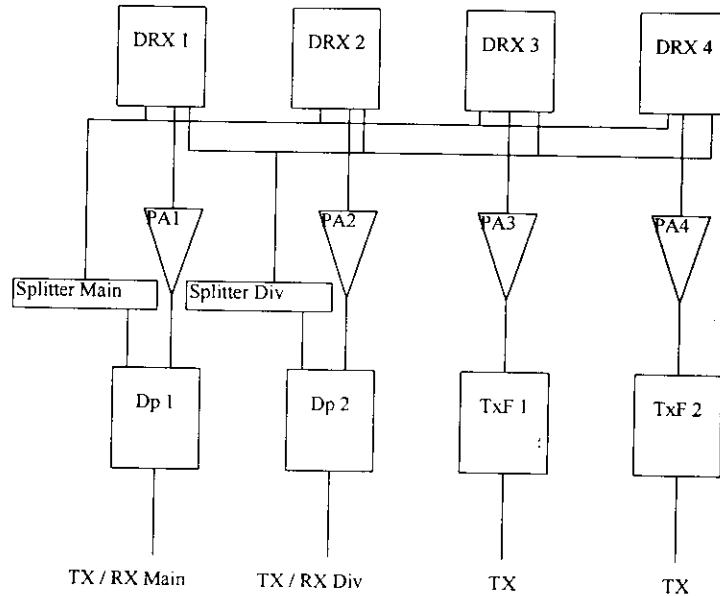 DRX 1
DRX 2
DRX 3
DRX 4
PA1
PA2
PA3
PA4
Splitter Main
Splitter Div
Dp 1
Dp 2
TxF 1
TxF 2
TX / RX Main
TX / RX Div
TX
TX